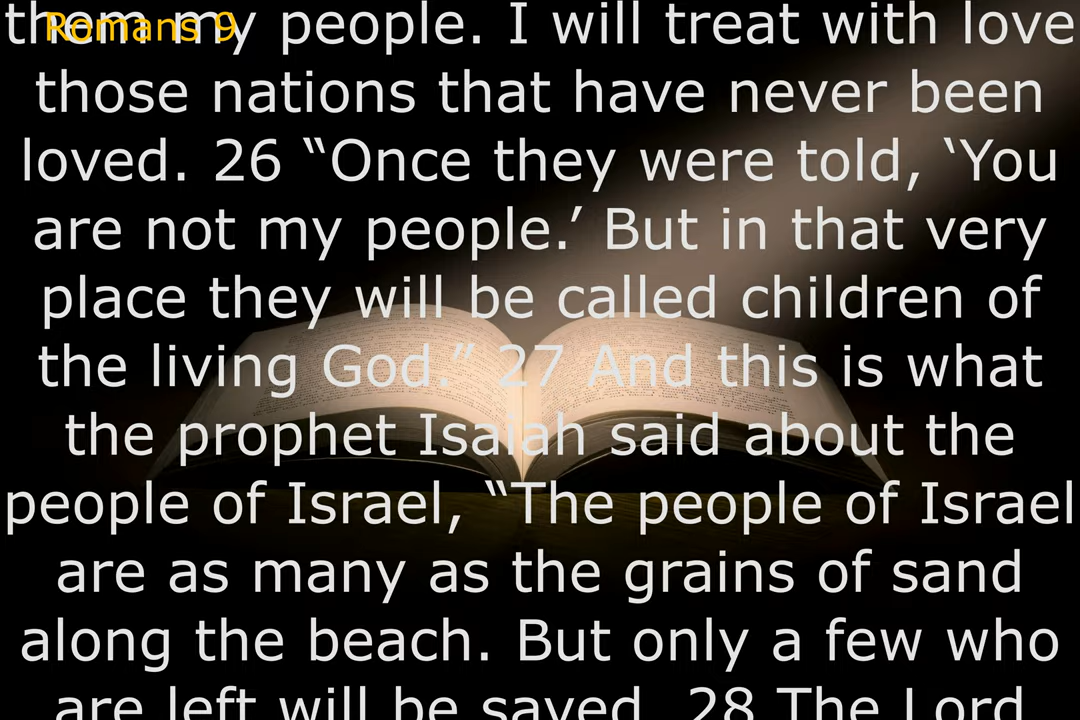 Romans 9
them my people. I will treat with love
those nations that have never been
loved. 26 “Once they were told, ‘You
are not my people.’ But in that very
place they will be called children of
the living God.” 27 And this is what
the prophet Isaiah said about the
people of Israel, “The people of Israel
are as many as the grains of sand
along the beach. But only a few who
are left will be saved. 28 The Lord